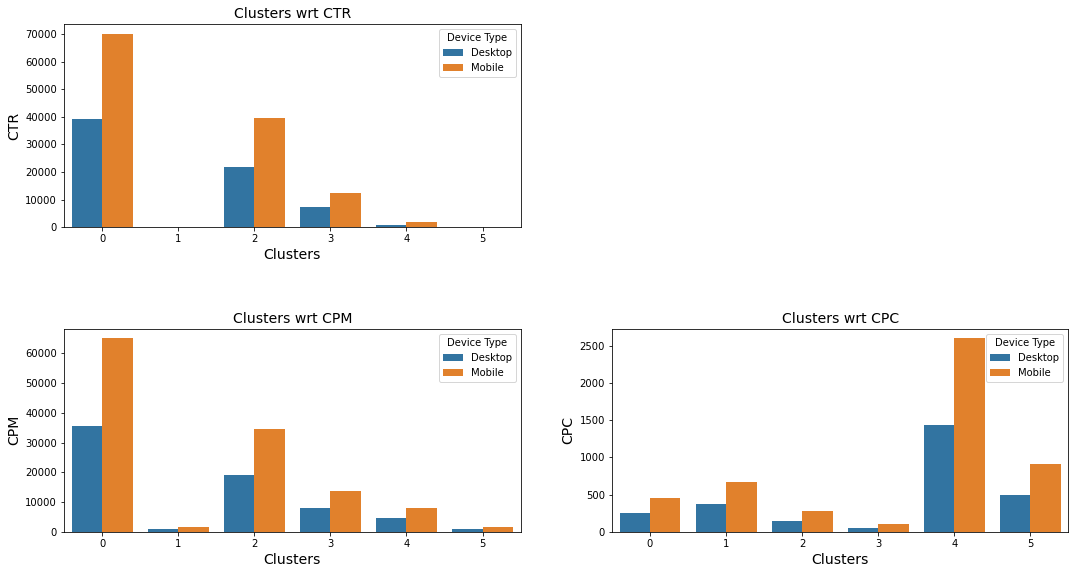 Clusters wrt CTR
CTR
70000
60000
50000
40000
30000
20000
10000
0
Device Type
Desktop
Mobile
0 1 2 3 4 5
Clusters
Clusters wrt CPM
CPM
60000
50000
40000
30000
20000
10000
0
Device Type
Desktop
Mobile
0 1 2 3 4 5
Clusters
Clusters wrt CPC
CPC
2500
2000
1500
1000
500
0
Device Type
Desktop
Mobile
0 1 2 3 4 5
Clusters